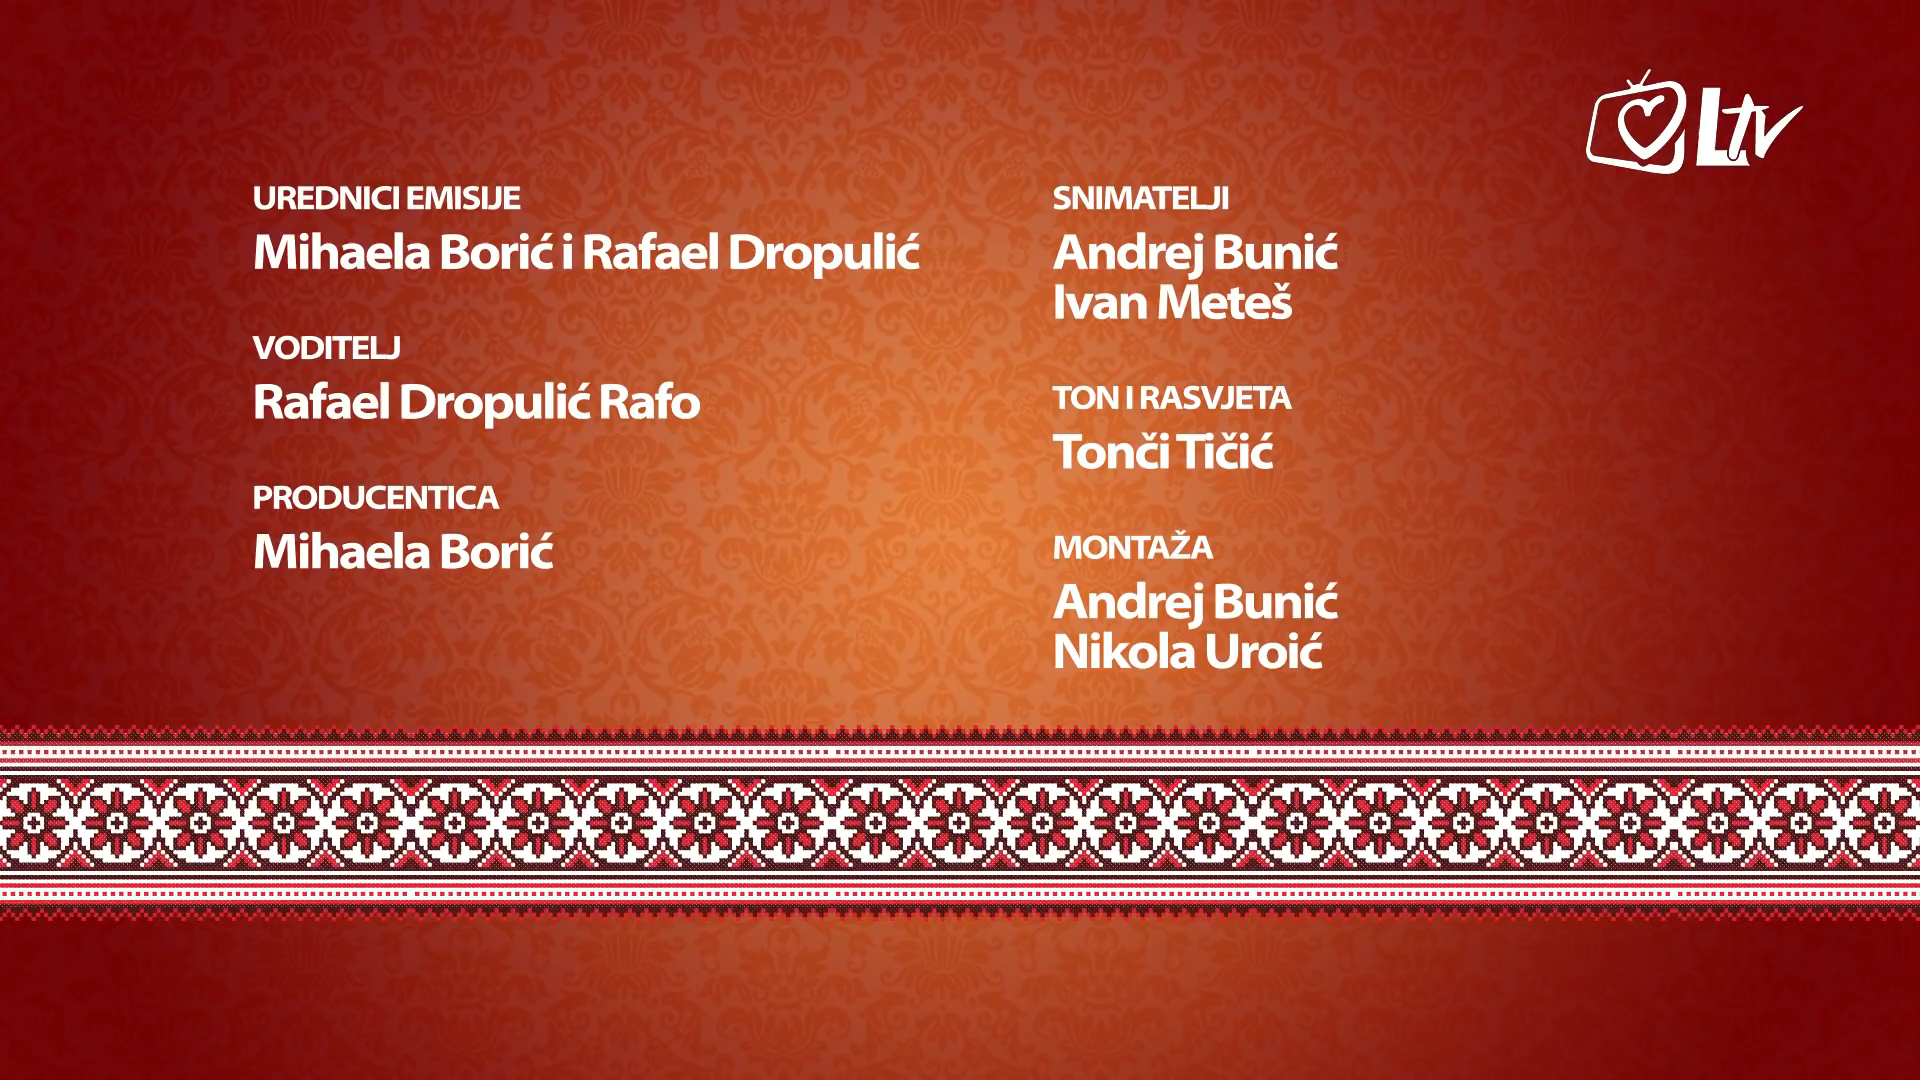 UREDNICI EMISIJE
Mihaela Borić i Rafael Dropulić
VODITELJ
Rafael Dropulić Rafo
PRODUCENTICA
Mihaela Borić
SNIMATELJI
Andrej Bunić
Ivan Meteš
TON I RASVJETA
Tonči Tičić
MONTAŽA
Andrej Bunić
Nikola Uroić
Ltv